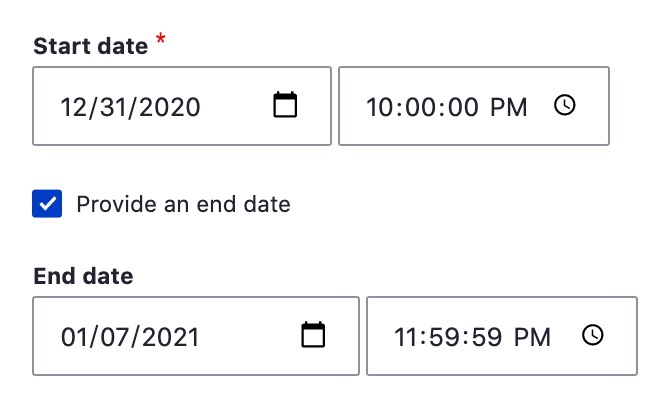 Start date *
12/31/2020 10:00:00 PM
Provide an end date
End date
01/07/2021 11:59:59 PM